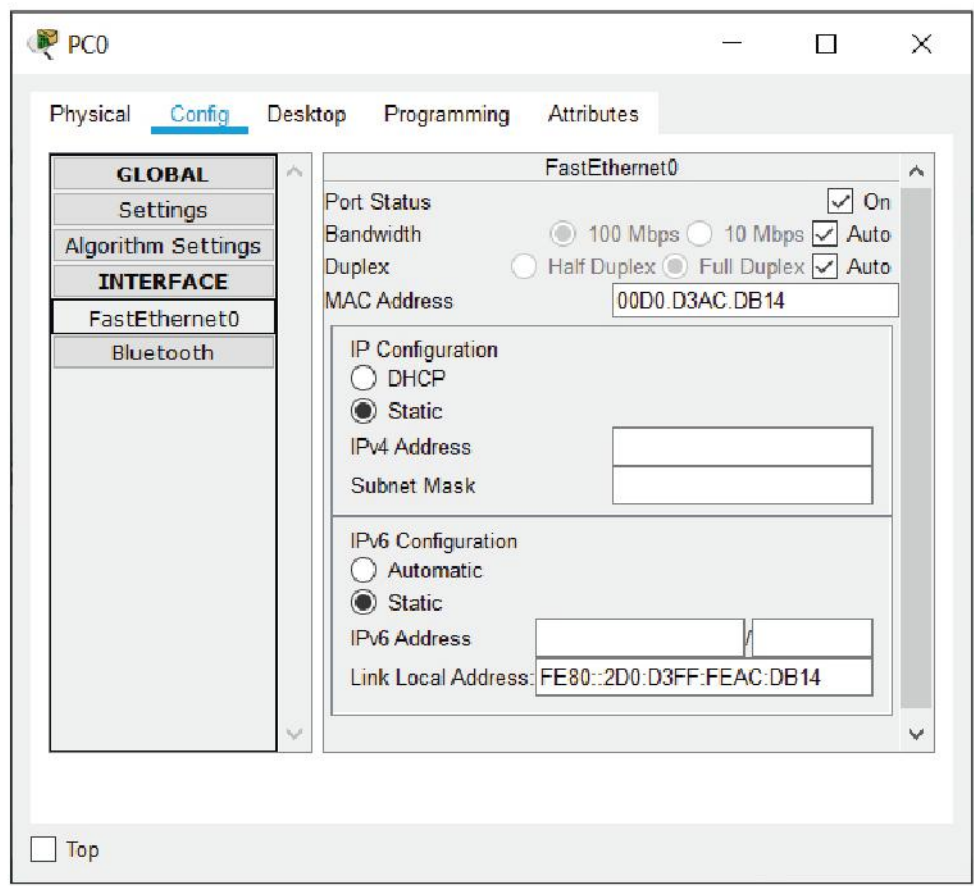 PC0
Physical Config Desktop Programming Attributes
GLOBAL
Settings
Algorithm Settings
INTERFACE
FastEthernet0
Bluetooth
FastEthernet0
Port Status On
Bandwidth 100 Mbps 10 Mbps Auto
Duplex Half Duplex Full Duplex Auto
MAC Address 00D0.D3AC.DB14
IP Configuration
DHCP
Static
IPv4 Address
Subnet Mask
IPv6 Configuration
Automatic
Static
IPv6 Address /
Link Local Address: FE80::2D0:D3FF:FEAC:DB14
Top